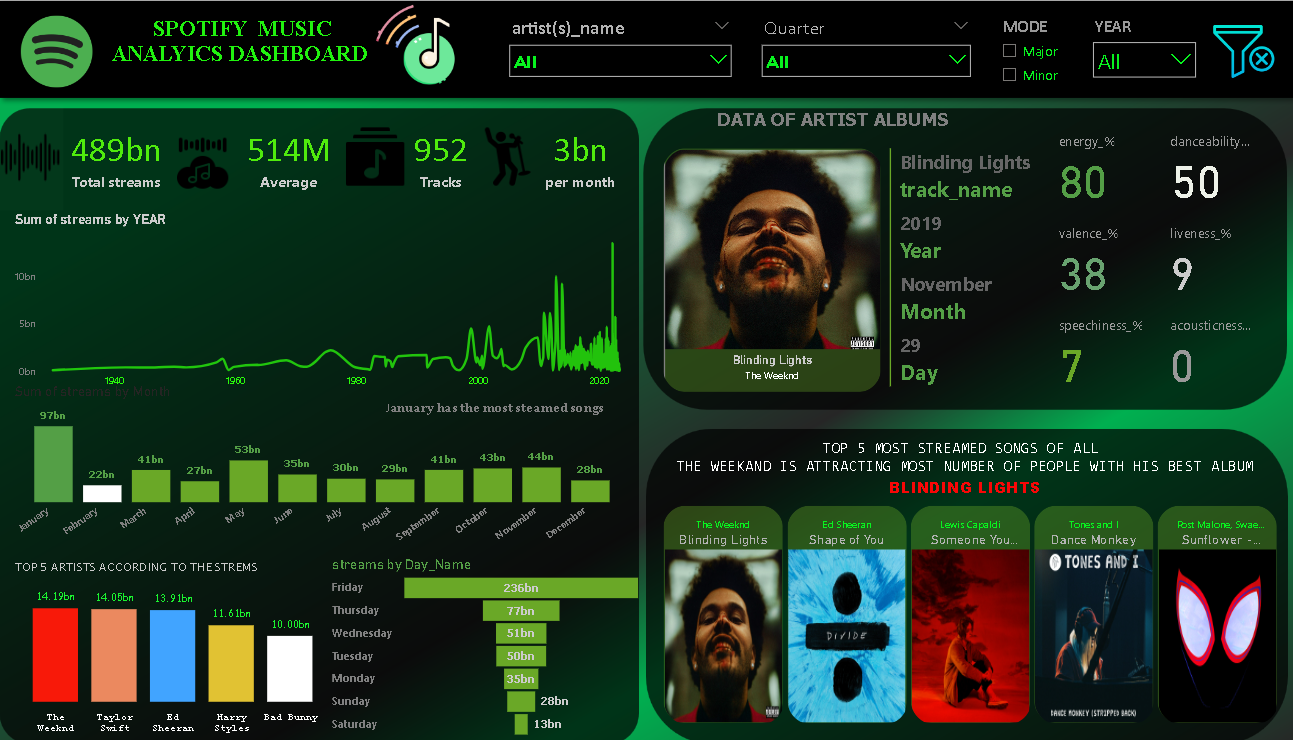 SPOTIFY MUSIC
ANALYICS DASHBOARD
artist(s)_name
All
Quarter
All
MODE
Major
Minor
YEAR
All
489bn
Total streams
514M
Average
952
Tracks
3bn
per month
Sum of streams by YEAR
10bn
5bn
0bn
1940
1960
1980
2000
2020
Sum of streams by Month
January has the most steamed songs
97bn
22bn
41bn
27bn
53bn
35bn
30bn
29bn
41bn
43bn
44bn
28bn
January
February
March
April
May
June
July
August
September
October
November
December
TOP 5 ARTISTS ACCORDING TO THE STREMS
14.19bn
14.05bn
13.91bn
11.61bn
10.00bn
The
Weeknd
Taylor
Swift
Ed
Sheeran
Harry
Styles
Bad Bunny
streams by Day_Name
Friday
236bn
Thursday
77bn
Wednesday
51bn
Tuesday
50bn
Monday
35bn
Sunday
28bn
Saturday
13bn
DATA OF ARTIST ALBUMS
Blinding Lights
The Weeknd
Blinding Lights
track_name
2019
Year
November
Month
29
Day
energy_%
80
danceability...
50
valence_%
38
liveness_%
9
speechiness_%
7
acousticness...
0
TOP 5 MOST STREAMED SONGS OF ALL
THE WEEKAND IS ATTRACTING MOST NUMBER OF PEOPLE WITH HIS BEST ALBUM
BLINDING LIGHTS
The Weeknd
Blinding Lights
Ed Sheeran
Shape of You
DIVIDE
Lewis Capaldi
Someone You...
Tones and I
Dance Monkey
TONES AND I
DANCE MONKEY (STRIPPED BACK)
Post Malone, Swae...
Sunflower -...